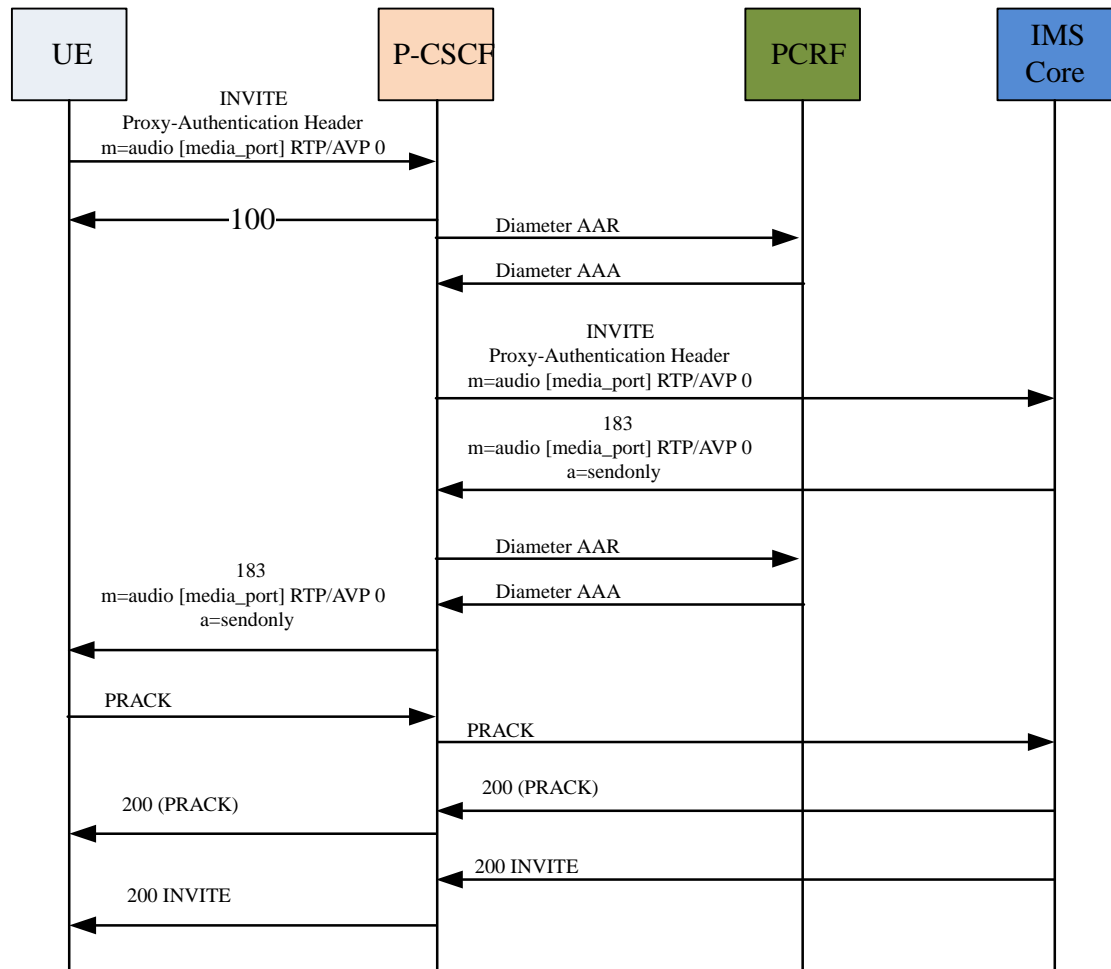 UE
P-CSCF
PCRF
IMS
Core
INVITE
Proxy-Authentication Header
m=audio [media_port] RTP/AVP 0
100
Diameter AAR
Diameter AAA
INVITE
Proxy-Authentication Header
m=audio [media_port] RTP/AVP 0
183
m=audio [media_port] RTP/AVP 0
a=sendonly
Diameter AAR
183
m=audio [media_port] RTP/AVP 0
a=sendonly
Diameter AAA
PRACK
PRACK
200 (PRACK)
200 (PRACK)
200 INVITE
200 INVITE